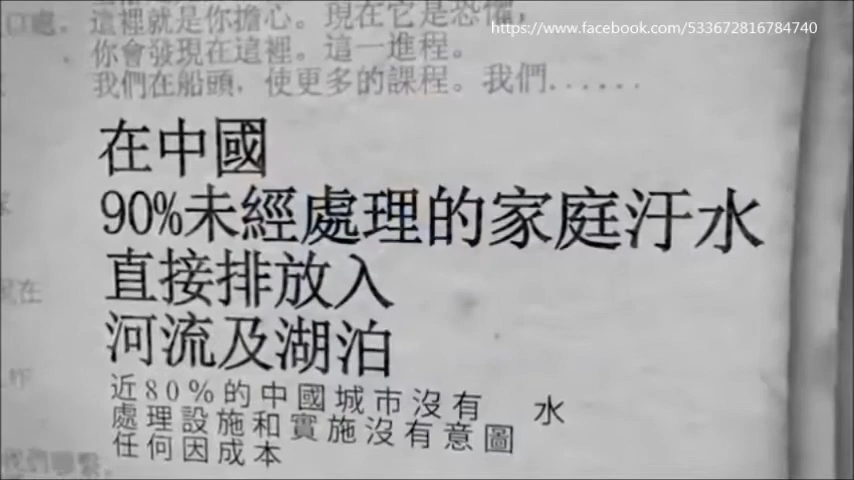 https://www.facebook.com/533672816784740
這裡就是你擔心。現在它是恐懼，
你會發現在這裡。這一進程。
我們在船頭，使更多的課程。我們......
在中國
90%未經處理的家庭汙水
直接排放入
河流及湖泊
近80%的中國城市沒有 水
處理設施和實施沒有意圖
任何因成本